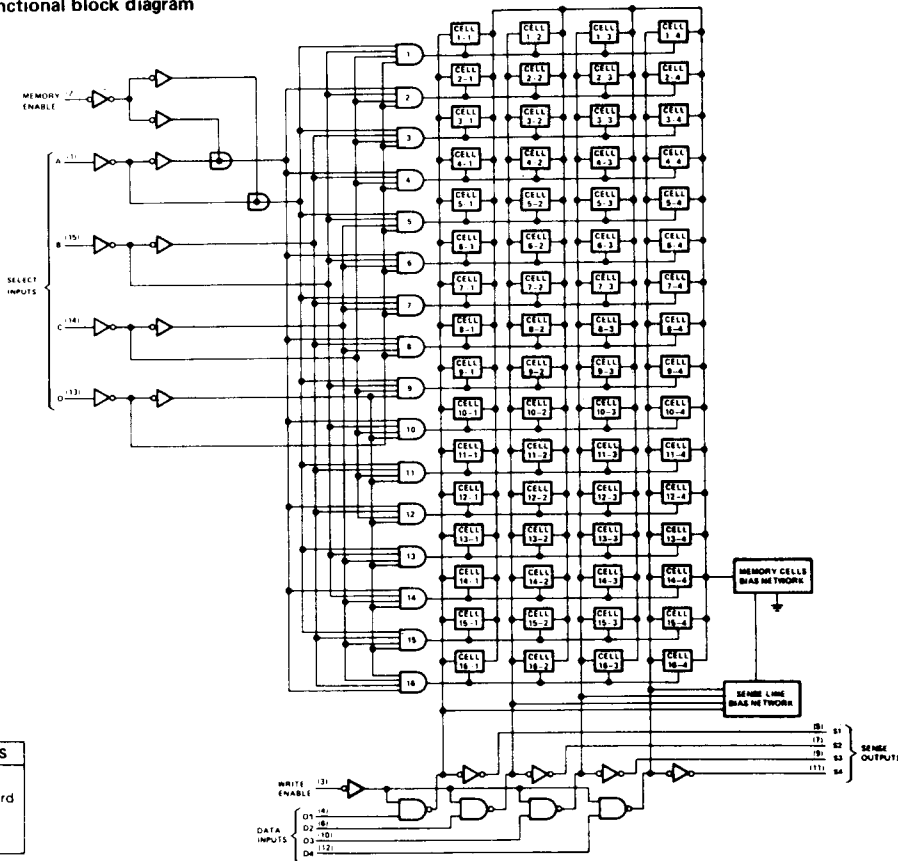 nctional block diagram
CELL CELL CELL CELL
1-1 1-2 1-3 1-4
1
CELL CELL CELL CELL
2-1 2-2 2-3 2-4
2
MEMORY
ENABLE
CELL CELL CELL CELL
3-1 3-2 3-3 3-4
3
A (1)
CELL CELL CELL CELL
4-1 4-2 4-3 4-4
4
CELL CELL CELL CELL
5-1 5-2 5-3 5-4
5
B (15)
CELL CELL CELL CELL
6-1 6-2 6-3 6-4
6
SELECT
INPUTS
CELL CELL CELL CELL
7-1 7-2 7-3 7-4
7
C (14)
CELL CELL CELL CELL
8-1 8-2 8-3 8-4
8
CELL CELL CELL CELL
9-1 9-2 9-3 9-4
9
D (13)
CELL CELL CELL CELL
10-1 10-2 10-3 10-4
10
CELL CELL CELL CELL
11-1 11-2 11-3 11-4
11
CELL CELL CELL CELL
12-1 12-2 12-3 12-4
12
CELL CELL CELL CELL
13-1 13-2 13-3 13-4
13
CELL CELL CELL CELL
14-1 14-2 14-3 14-4
14
MEMORY CELLS
BIAS NETWORK
CELL CELL CELL CELL
15-1 15-2 15-3 15-4
15
CELL CELL CELL CELL
16-1 16-2 16-3 16-4
16
SENSE LINE
BIAS NETWORK
S1
(7) S2
(9) S3
(11) S4
SENSE
OUTPUT
S
rd
WRITE
ENABLE
(3)
DATA
INPUTS
D1 (4)
D2 (6)
D3 (10)
D4 (12)